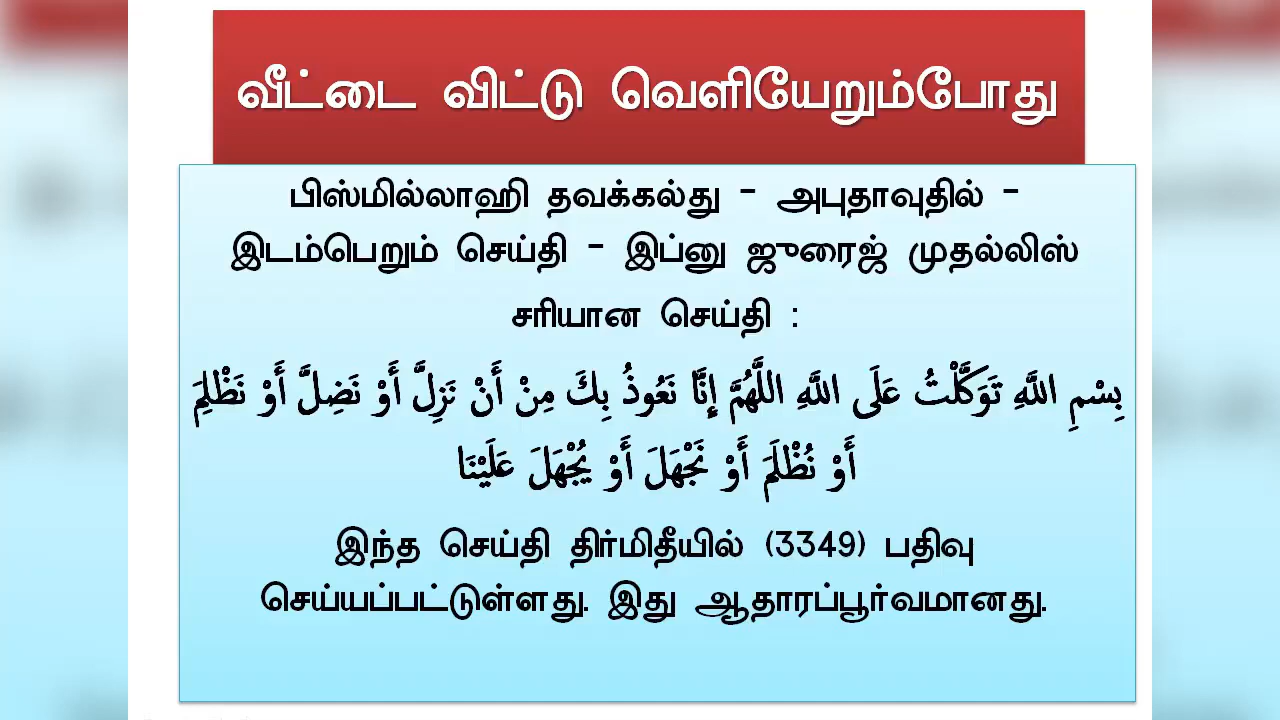 வீட்டை விட்டு வெளியேறும்போது
பிஸ்மில்லாஹி தவக்கல்து - அபுதாவுதில் -
இடம்பெறும் செய்தி - இப்னு ஜுரைஜ் முதல்லிஸ்
சரியான செய்தி :
بِسْمِ اللَّهِ تَوَكَّلْتُ عَلَى اللَّهِ اللَّهُمَّ إِنَّا نَعُوذُ بِكَ مِنْ أَنْ نَزِلَّ أَوْ نَضِلَّ أَوْ نَظْلِمَ
أَوْ نُظْلَمَ أَوْ نَجْهَلَ أَوْ يُجْهَلَ عَلَيْنَا
இந்த செய்தி திர்மிதீயில் (3349) பதிவு
செய்யப்பட்டுள்ளது. இது ஆதாரப்பூர்வமானது.